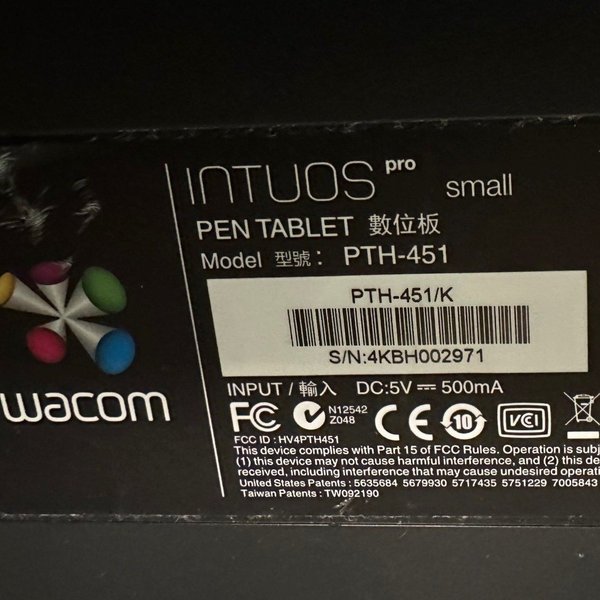 INTUOS pro small
PEN TABLET 數位板
Model 型號： PTH-451
PTH-451/K
S/N:4KBH002971
wacom
INPUT / 輸入 DC:5V ⎓ 500mA
FC N12542 CE 10 VCI
Z048
FCC ID : HV4PTH451
This device complies with Part 15 of FCC Rules. Operation is
(1) this device may not cause harmful interference, and (2) this
received, including interference that may cause undesired
United States Patents : 5635684 5679930 5717435 5751229 7005843
Taiwan Patents : TW092190